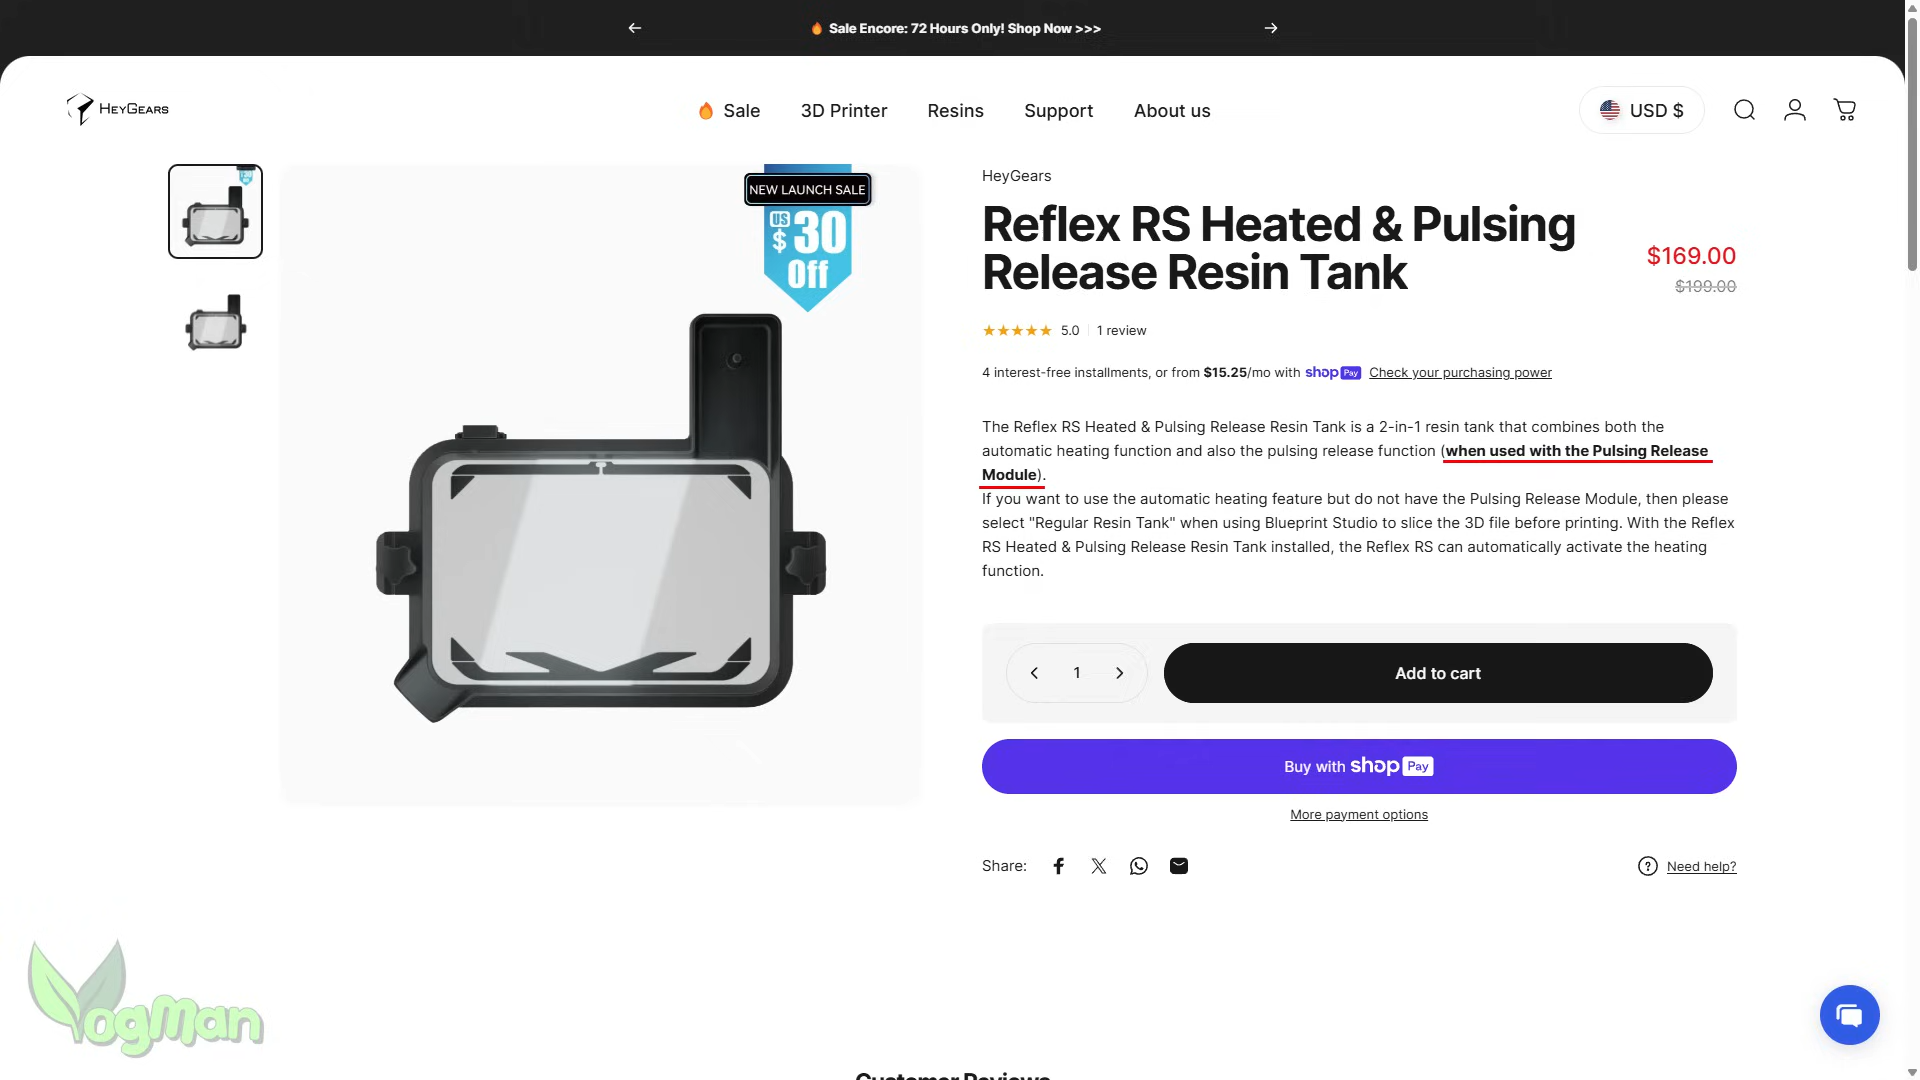 🔥 Sale Encore: 72 Hours Only! Shop Now >>>
HEYGEARS
🔥 Sale
3D Printer
Resins
Support
About us
USD $
NEW LAUNCH SALE
US $ 30
Off
HeyGears
Reflex RS Heated & Pulsing
Release Resin Tank
$169.00
$199.00
★★★★★ 5.0 | 1 review
4 interest-free installments, or from $15.25/mo with shop Pay Check your purchasing power
The Reflex RS Heated & Pulsing Release Resin Tank is a 2-in-1 resin tank that combines both the
automatic heating function and also the pulsing release function (when used with the Pulsing Release
Module).
If you want to use the automatic heating feature but do not have the Pulsing Release Module, then please
select "Regular Resin Tank" when using Blueprint Studio to slice the 3D file before printing. With the Reflex
RS Heated & Pulsing Release Resin Tank installed, the Reflex RS can automatically activate the heating
function.
1
Add to cart
Buy with shop Pay
More payment options
Share:
Need help?
YogMan
Customer Reviews